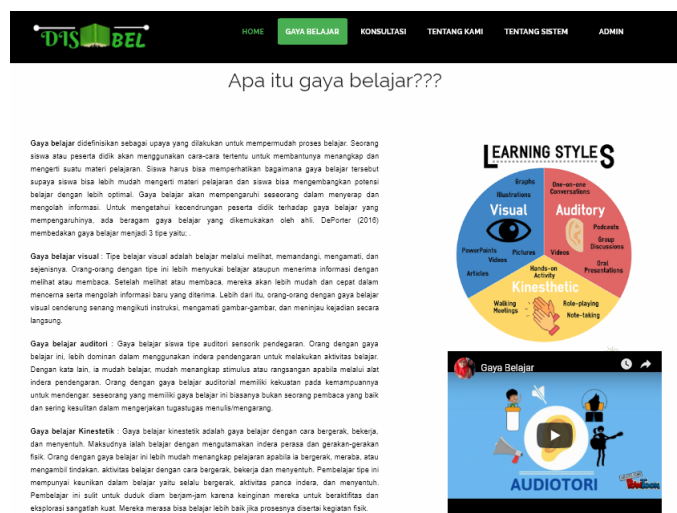 DISBEL
HOME GAYA BELAJAR KONSULTASI TENTANG KAMI TENTANG SISTEM ADMIN
Apa itu gaya belajar???
Gaya belajar didefinisikan sebagai upaya yang dilakukan untuk mempermudah proses belajar. Seorang
siswa atau peserta didik akan menggunakan cara-cara tertentu untuk membantunya menangkap dan
mengerti suatu materi pelajaran. Siswa harus bisa memperhatikan bagaimana gaya belajar tersebut
supaya siswa bisa lebih mudah mengerti materi pelajaran dan siswa bisa mengembangkan potensi
belajar dengan lebih optimal. Gaya belajar akan mempengaruhi seseorang dalam menyerap dan
mengolah informasi. Untuk mengetahui kecendrungan peserta didik terhadap gaya belajar yang
mempengaruhinya, ada beragam gaya belajar yang dikemukakan oleh ahli. DePorter (2016)
membedakan gaya belajar menjadi 3 tipe yaitu: .
Gaya belajar visual : Tipe belajar visual adalah belajar melalui melihat, memandangi, mengamati, dan
sejenisnya. Orang-orang dengan tipe ini lebih menyukai belajar ataupun menerima informasi dengan
melihat atau membaca. Setelah melihat atau membaca, mereka akan lebih mudah dan cepat dalam
mencerna serta mengolah informasi baru yang diterima. Lebih dari itu, orang-orang dengan gaya belajar
visual cenderung senang mengikuti instruksi, mengamati gambar-gambar, dan meninjau kejadian secara
langsung.
Gaya belajar auditori : Gaya belajar siswa tipe auditori sensorik pendegaran. Orang dengan gaya
belajar ini, lebih dominan dalam menggunakan indera pendengaran untuk melakukan aktivitas belajar.
Dengan kata lain, ia mudah belajar, mudah menangkap stimulus atau rangsangan apabila melalui alat
indera pendengaran. Orang dengan gaya belajar auditorial memiliki kekuatan pada kemampuannya
untuk mendengar. seseorang yang memiliki gaya belajar ini biasanya bukan seorang pembaca yang baik
dan sering kesulitan dalam mengerjakan tugastugas menulis/mengarang.
Gaya belajar Kinestetik : Gaya belajar kinestetik adalah gaya belajar dengan cara bergerak, bekerja,
dan menyentuh. Maksudnya ialah belajar dengan mengutamakan indera perasa dan gerakan-gerakan
fisik. Orang dengan gaya belajar ini lebih mudah menangkap pelajaran apabila ia bergerak, meraba, atau
mengambil tindakan. aktivitas belajar dengan cara bergerak, bekerja dan menyentuh. Pembelajar tipe ini
mempunyai keunikan dalam belajar yaitu selalu bergerak, aktivitas panca indera, dan menyentuh.
Pembelajar ini sulit untuk duduk diam berjam-jam karena keinginan mereka untuk beraktifitas dan
eksplorasi sangatlah kuat. Mereka merasa bisa belajar lebih baik jika prosesnya disertai kegiatan fisik.
LEARNING STYLES
Graphs
Illustrations
Visual
PowerPoints
Pictures
Videos
Articles
One-on-one
Conversations
Auditory
Podcasts
Group
Discussions
Videos
Oral
Presentations
Hands-on
Activity
Kinesthetic
Walking
Meetings
Role-playing
Note-taking
Gaya Belajar
AUDIOTORI